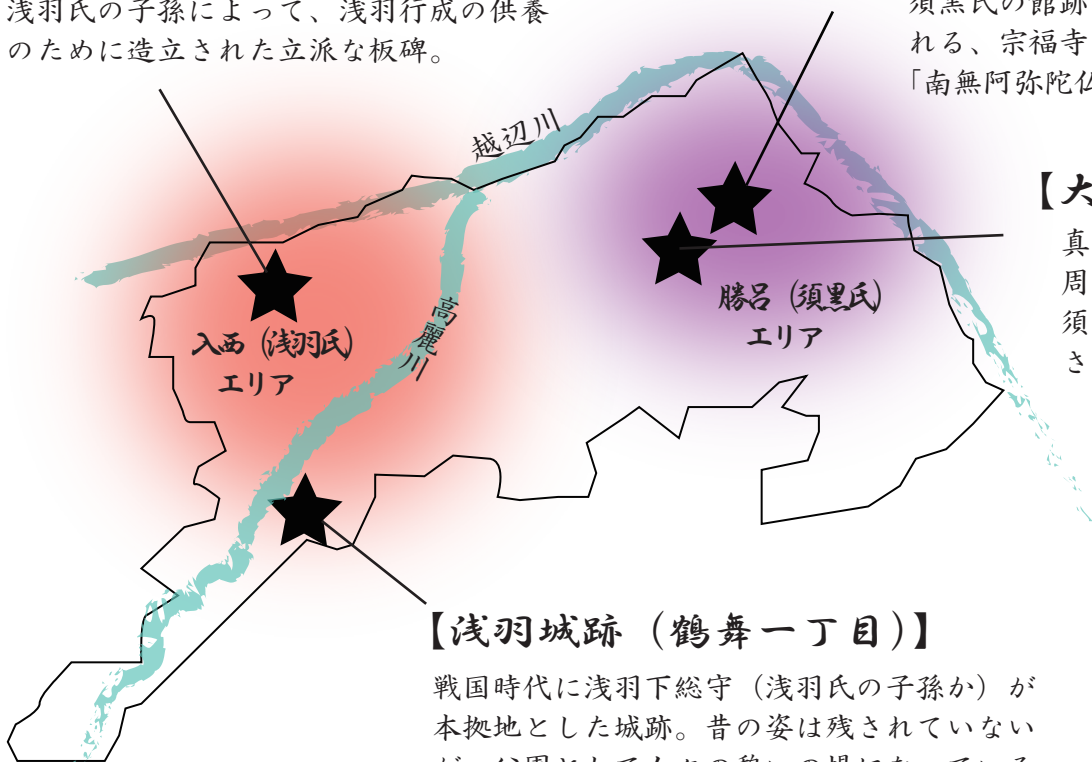 浅羽氏の子孫によって、浅羽行成の供養
のために造立された立派な板碑。
須黒氏の館跡
れる、宗福寺
「南無阿弥陀仏
越辺川
【大
真
周
須
さ
勝呂（須黒氏）
エリア
高麗川
入西（浅羽氏）
エリア
【浅羽城跡（鶴舞一丁目）】
戦国時代に浅羽下総守（浅羽氏の子孫か）が
本拠地とした城跡。昔の姿は残されていない